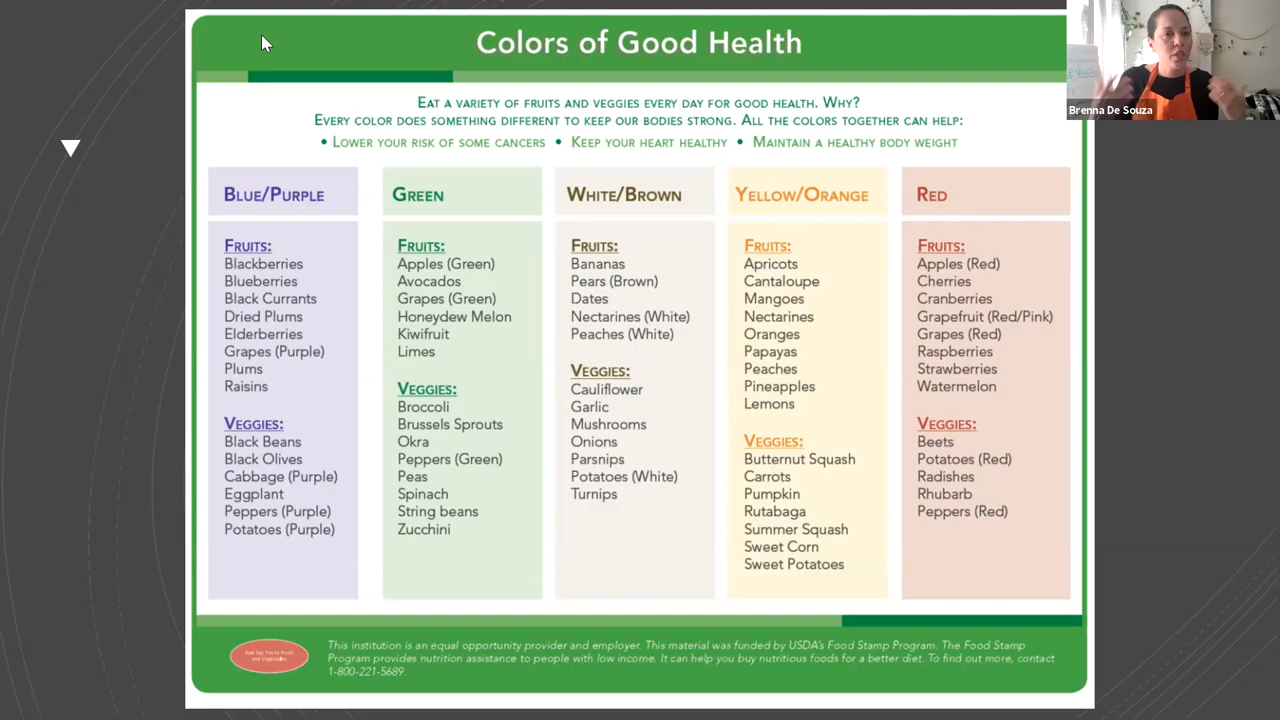 Colors of Good Health
Brenna De Souza
Eat a variety of fruits and veggies every day for good health. Why?
Every color does something different to keep our bodies strong. All the colors together can help:
• Lower your risk of some cancers • Keep your heart healthy • Maintain a healthy body weight
Blue/Purple
Fruits:
Blackberries
Blueberries
Black Currants
Dried Plums
Elderberries
Grapes (Purple)
Plums
Raisins
Veggies:
Black Beans
Black Olives
Cabbage (Purple)
Eggplant
Peppers (Purple)
Potatoes (Purple)
Green
Fruits:
Apples (Green)
Avocados
Grapes (Green)
Honeydew Melon
Kiwifruit
Limes
Veggies:
Broccoli
Brussels Sprouts
Okra
Peppers (Green)
Peas
Spinach
String beans
Zucchini
White/Brown
Fruits:
Bananas
Pears (Brown)
Dates
Nectarines (White)
Peaches (White)
Veggies:
Cauliflower
Garlic
Mushrooms
Onions
Parsnips
Potatoes (White)
Turnips
Yellow/Orange
Fruits:
Apricots
Cantaloupe
Mangoes
Nectarines
Oranges
Papayas
Peaches
Pineapples
Lemons
Veggies:
Butternut Squash
Carrots
Pumpkin
Rutabaga
Summer Squash
Sweet Corn
Sweet Potatoes
Red
Fruits:
Apples (Red)
Cherries
Cranberries
Grapefruit (Red/Pink)
Grapes (Red)
Raspberries
Strawberries
Watermelon
Veggies:
Beets
Potatoes (Red)
Radishes
Rhubarb
Peppers (Red)
Just Say Yes to Fruits
and Vegetables
This institution is an equal opportunity provider and employer. This material was funded by USDA's Food Stamp Program. The Food Stamp
Program provides nutrition assistance to people with low income. It can help you buy nutritious foods for a better diet. To find out more, contact
1-800-221-5689.